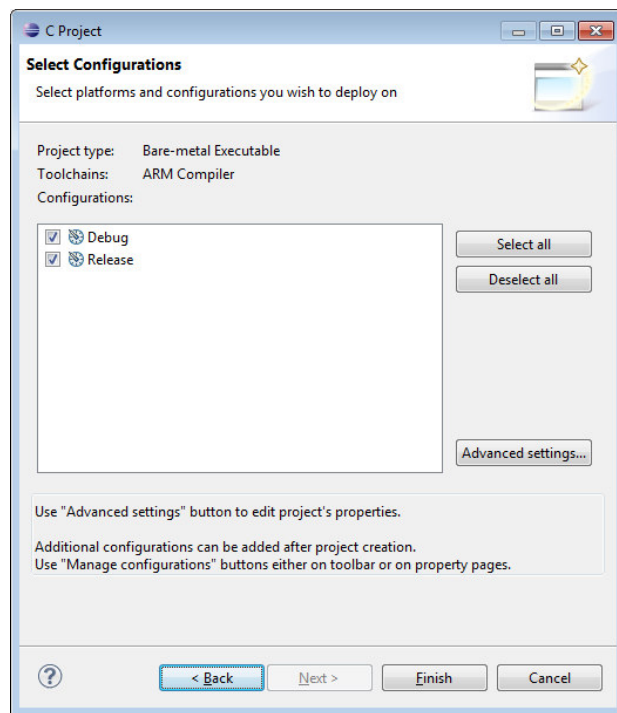 C Project
Select Configurations
Select platforms and configurations you wish to deploy on
Project type: Bare-metal Executable
Toolchains: ARM Compiler
Configurations:
Debug
Release
Select all
Deselect all
Advanced settings...
Use "Advanced settings" button to edit project's properties.
Additional configurations can be added after project creation.
Use "Manage configurations" buttons either on toolbar or on property pages.
?
< Back
Next >
Finish
Cancel